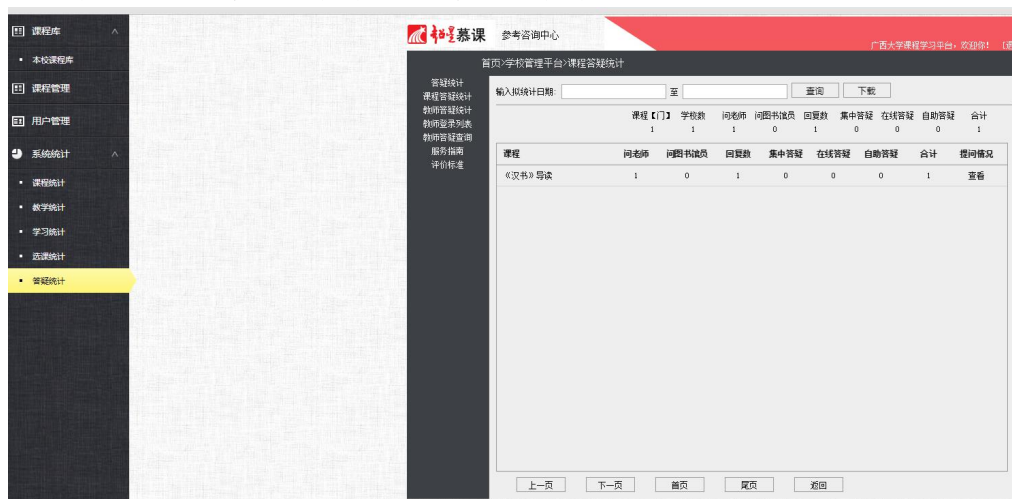 课程库
本校课程库
课程管理
用户管理
系统统计
课程统计
教学统计
学习统计
选课统计
答疑统计
慕课 参考咨询中心
广西大学课程学习平台，欢迎你！
首页>学校管理平台>课程答疑统计
答疑统计
课程答疑统计
教师答疑统计
教师登录列表
教师答疑查询
服务指南
评价标准
输入拟统计日期: 至 查询 下载
课程【门】 学校数 问老师 问图书馆员 回复数 集中答疑 在线答疑 自助答疑 合计
1 1 1 0 1 0 0 0 1
课程 问老师 问图书馆员 回复数 集中答疑 在线答疑 自助答疑 合计 提问情况
《汉书》导读 1 0 1 0 0 0 1 查看
上一页 下一页 首页 尾页 返回